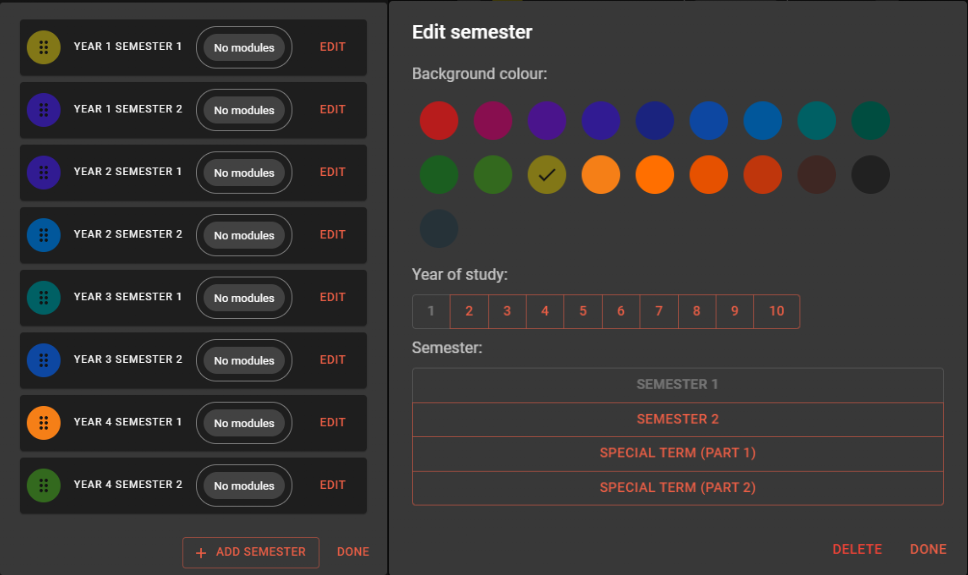 YEAR 1 SEMESTER 1 No modules EDIT
YEAR 1 SEMESTER 2 No modules EDIT
YEAR 2 SEMESTER 1 No modules EDIT
YEAR 2 SEMESTER 2 No modules EDIT
YEAR 3 SEMESTER 1 No modules EDIT
YEAR 3 SEMESTER 2 No modules EDIT
YEAR 4 SEMESTER 1 No modules EDIT
YEAR 4 SEMESTER 2 No modules EDIT
+ ADD SEMESTER DONE
Edit semester
Background colour:
Year of study:
1 2 3 4 5 6 7 8 9 10
Semester:
SEMESTER 1
SEMESTER 2
SPECIAL TERM (PART 1)
SPECIAL TERM (PART 2)
DELETE DONE